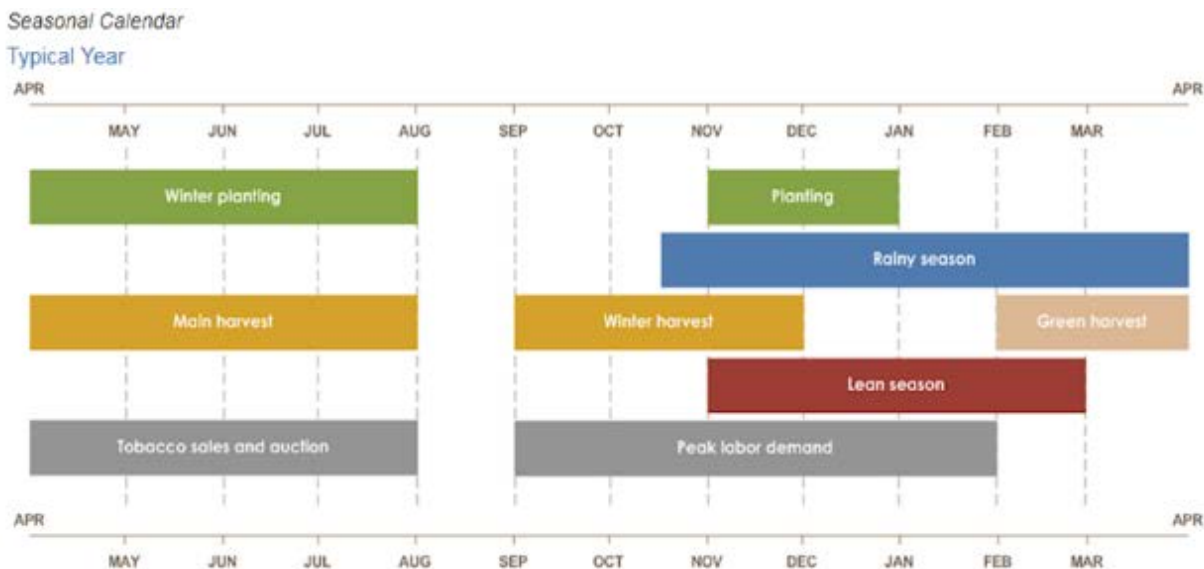 Seasonal Calendar
Typical Year
APR APR
MAY JUN JUL AUG SEP OCT NOV DEC JAN FEB MAR
Winter planting Planting
Rainy season
Main harvest Winter harvest Green harvest
Lean season
Tobacco sales and auction Peak labor demand
APR APR
MAY JUN JUL AUG SEP OCT NOV DEC JAN FEB MAR